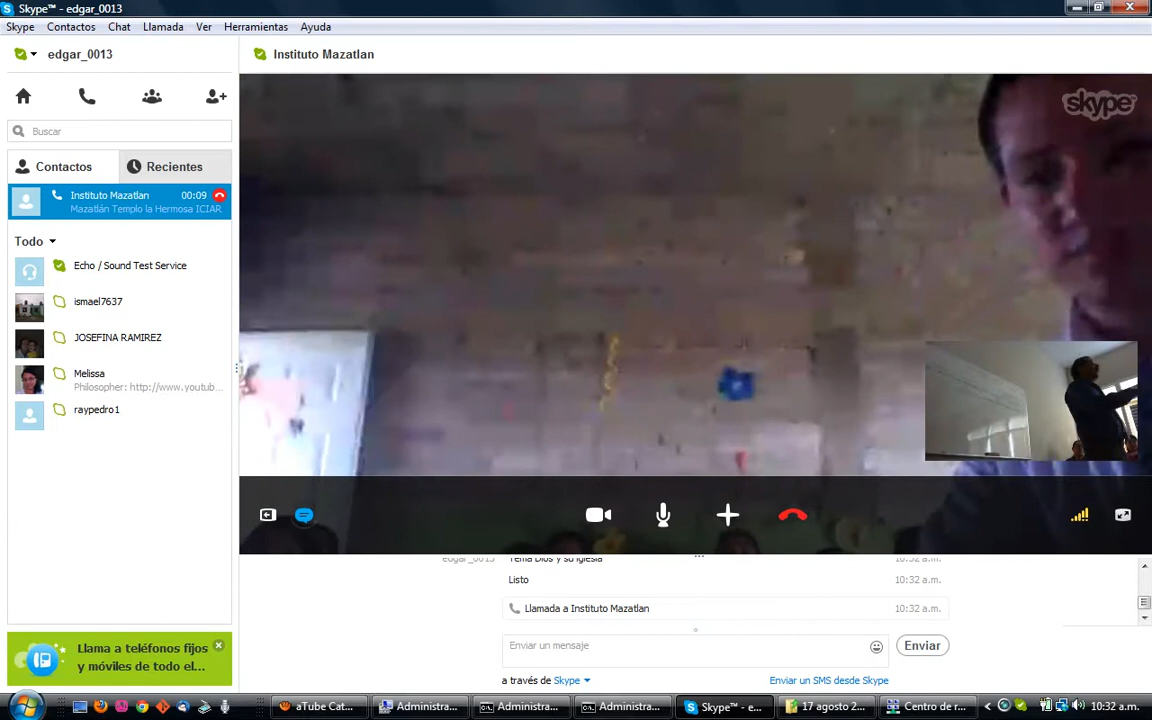 Skype™ - edgar_0013
Skype Contactos Chat Llamada Ver Herramientas Ayuda
edgar_0013
Instituto Mazatlan
skype
Buscar
Contactos
Recientes
Instituto Mazatlan 00:09
Mazatlán Templo la Hermosa ICIAR
Todo
Echo / Sound Test Service
ismael7637
JOSEFINA RAMIREZ
Melissa
Philosopher: http://www.youtub...
raypedro1
edgar_0013 Tema Dios y su iglesia 10:32 a.m.
Listo 10:32 a.m.
Llamada a Instituto Mazatlan 10:32 a.m.
Enviar un mensaje
Enviar
a través de Skype
Enviar un SMS desde Skype
Llama a teléfonos fijos
y móviles de todo el...
aTube Cat...
Administra...
Administra...
Administra...
Skype™ - e...
17 agosto 2...
Centro de r...
10:32 a.m.